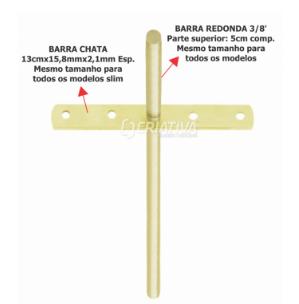 BARRA REDONDA 3/8'
Parte superior: 5cm comp.
Mesmo tamanho para
todos os modelos
BARRA CHATA
13cmx15,8mmx2,1mm Esp.
Mesmo tamanho para
todos os modelos slim
CRIATIVA